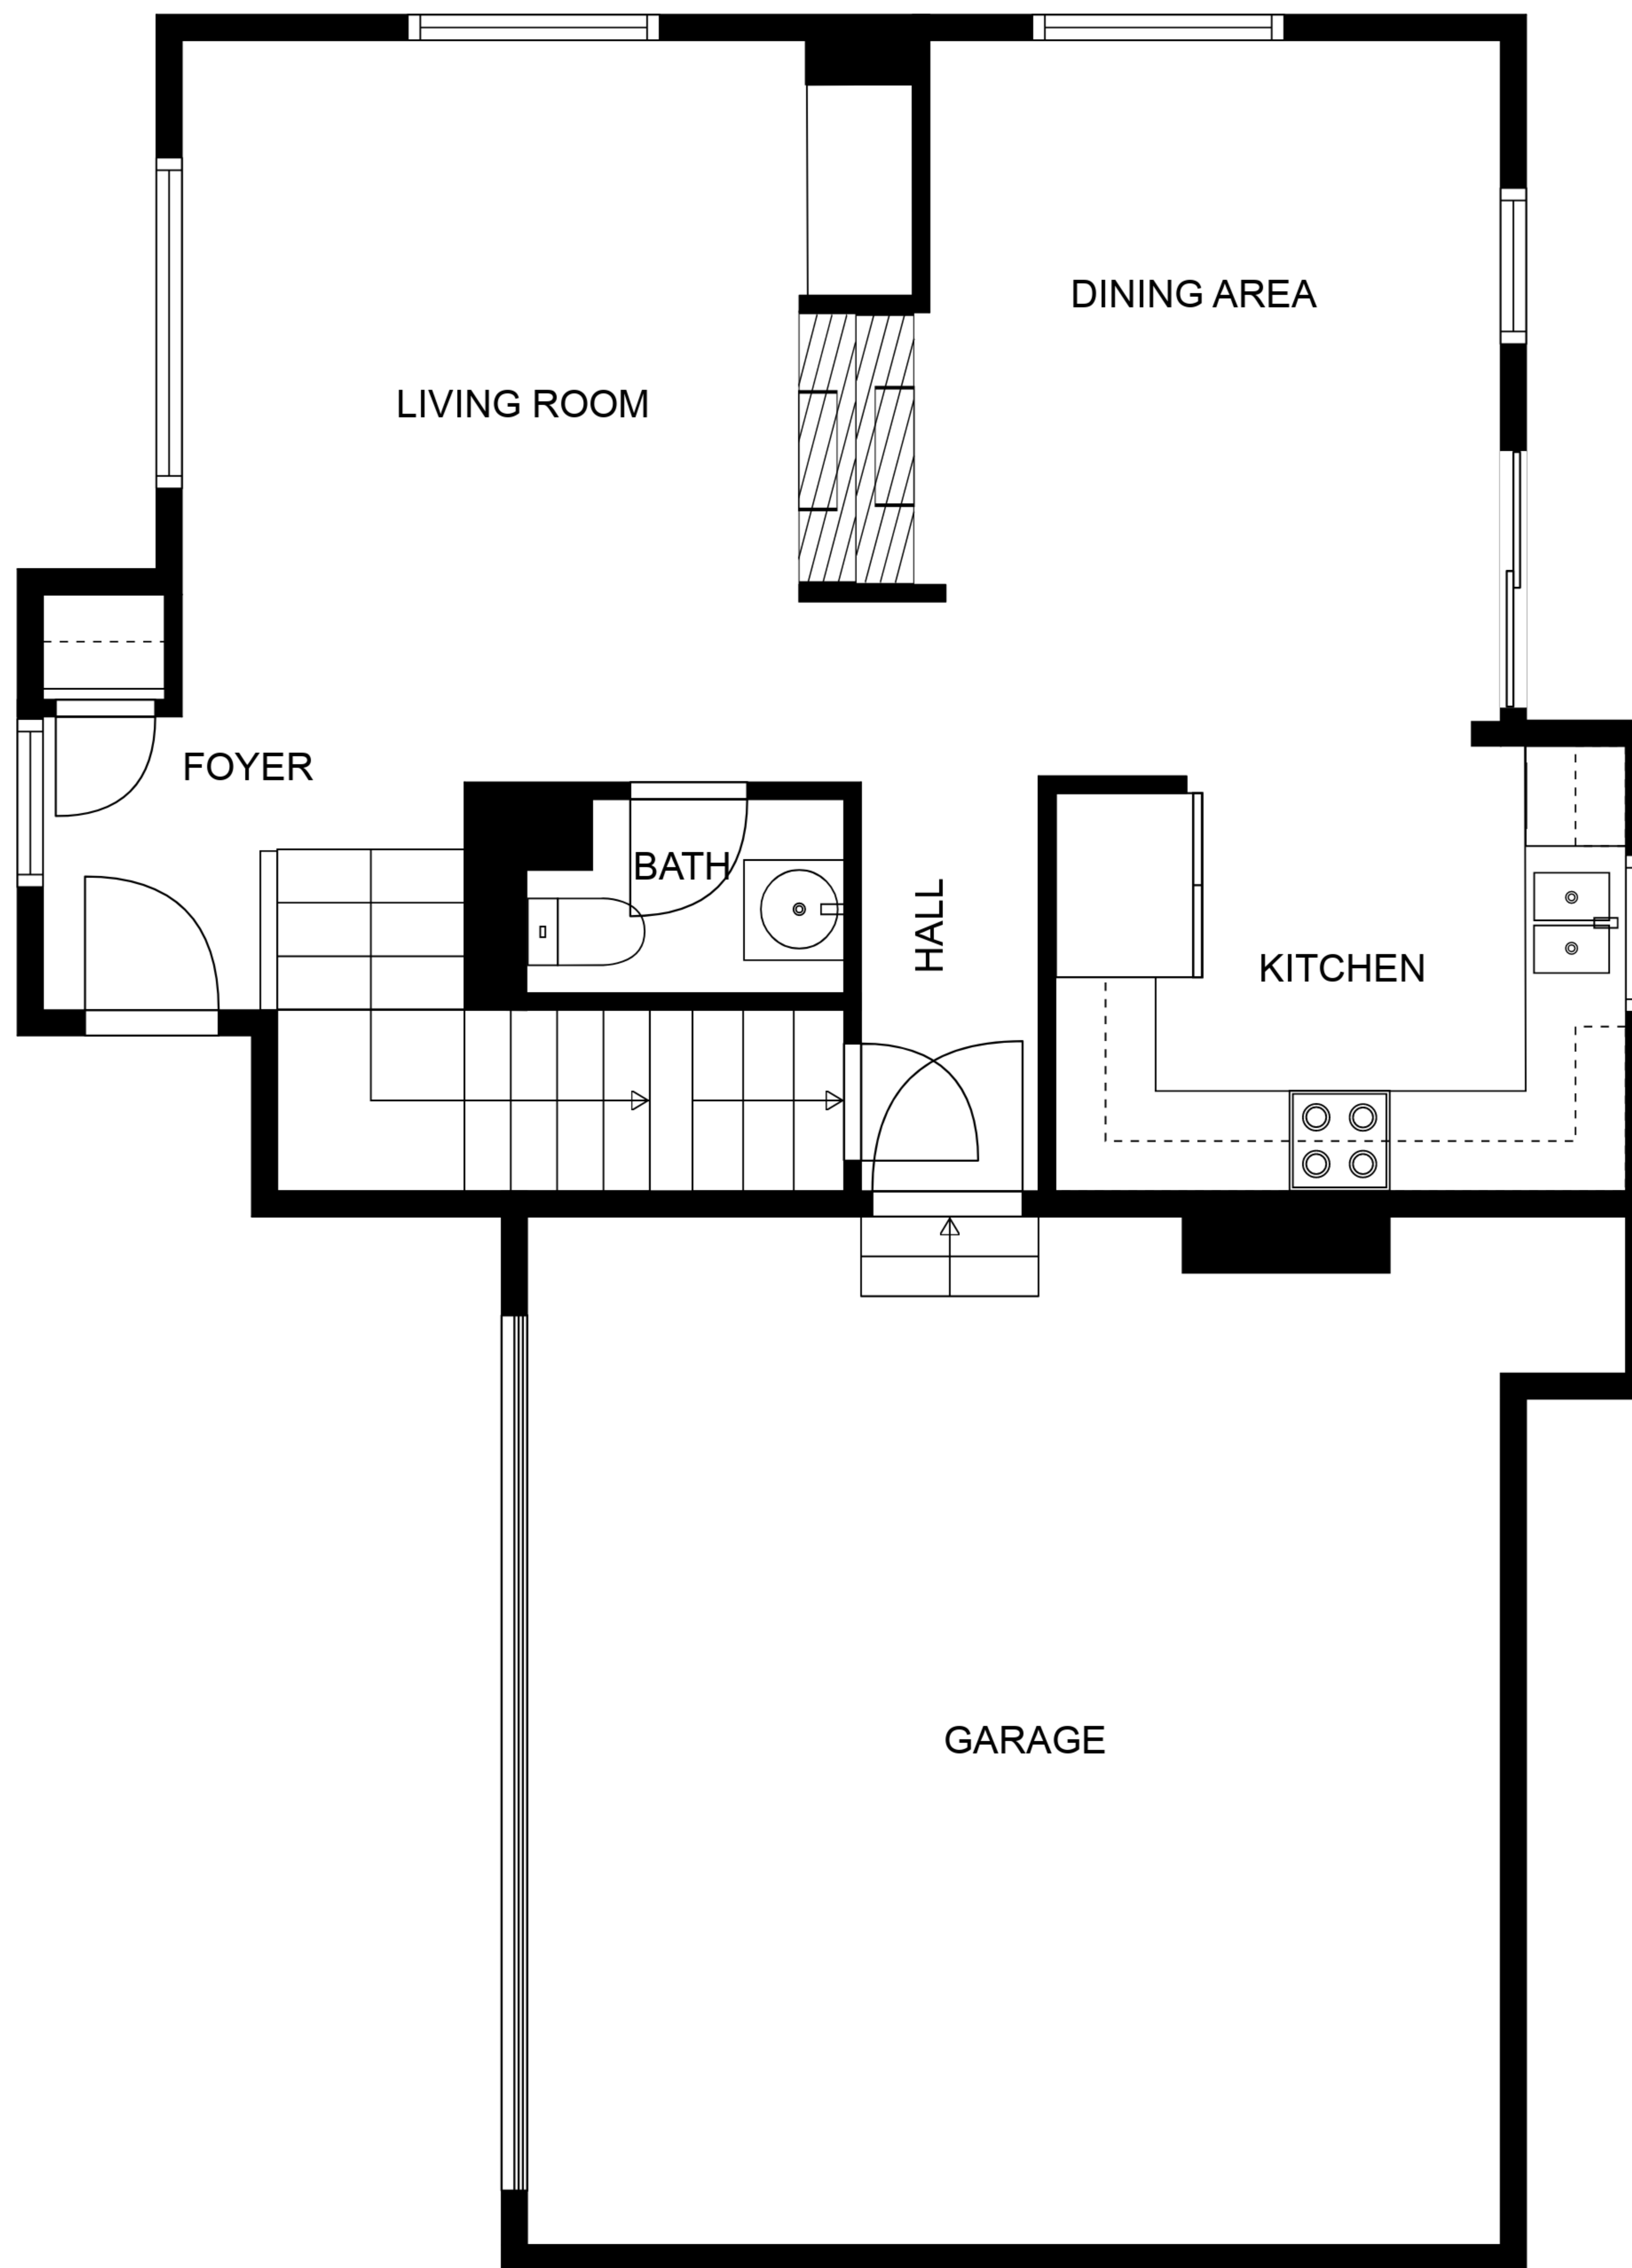 DINING AREA
LIVING ROOM
FOYER
BATH
HALL
KITCHEN
GARAGE